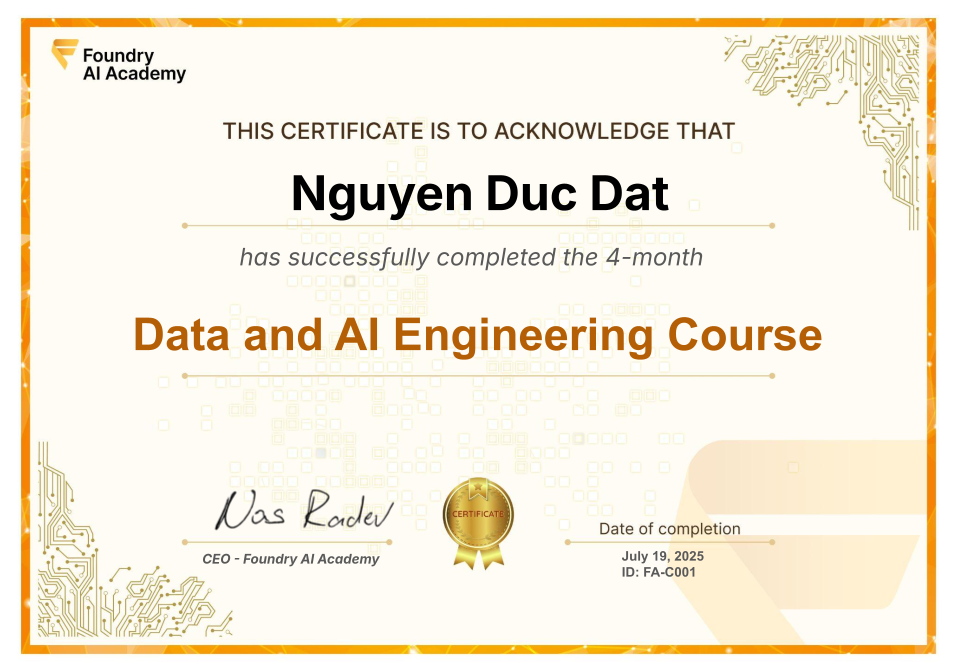 Foundry
AI Academy
THIS CERTIFICATE IS TO ACKNOWLEDGE THAT
Nguyen Duc Dat
has successfully completed the 4-month
Data and AI Engineering Course
Nas Radev
CERTIFICATE
CEO - Foundry AI Academy
Date of completion
July 19, 2025
ID: FA-C001